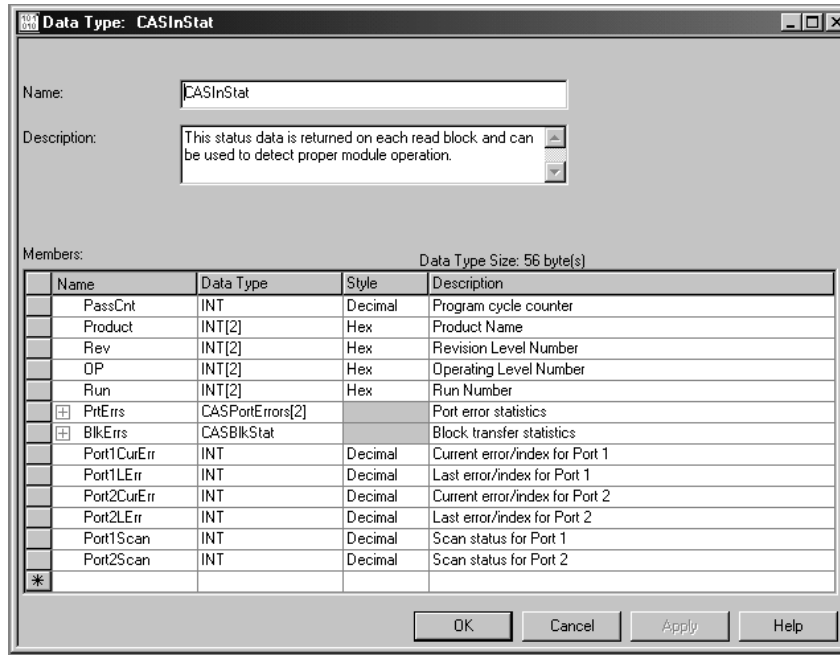 Data Type: CASInStat
Name:
CASInStat
Description:
This status data is returned on each read block and can
be used to detect proper module operation.
Members:
Data Type Size: 56 byte(s)
Name Data Type Style Description
PassCnt INT Decimal Program cycle counter
Product INT[2] Hex Product Name
Rev INT[2] Hex Revision Level Number
OP INT[2] Hex Operating Level Number
Run INT[2] Hex Run Number
PrtErrs CASPortErrors[2] Port error statistics
BlkErrs CASBlkStat Block transfer statistics
Port1CurErr INT Decimal Current error/index for Port 1
Port1LErr INT Decimal Last error/index for Port 1
Port2CurErr INT Decimal Current error/index for Port 2
Port2LErr INT Decimal Last error/index for Port 2
Port1Scan INT Decimal Scan status for Port 1
Port2Scan INT Decimal Scan status for Port 2
OK Cancel Apply Help